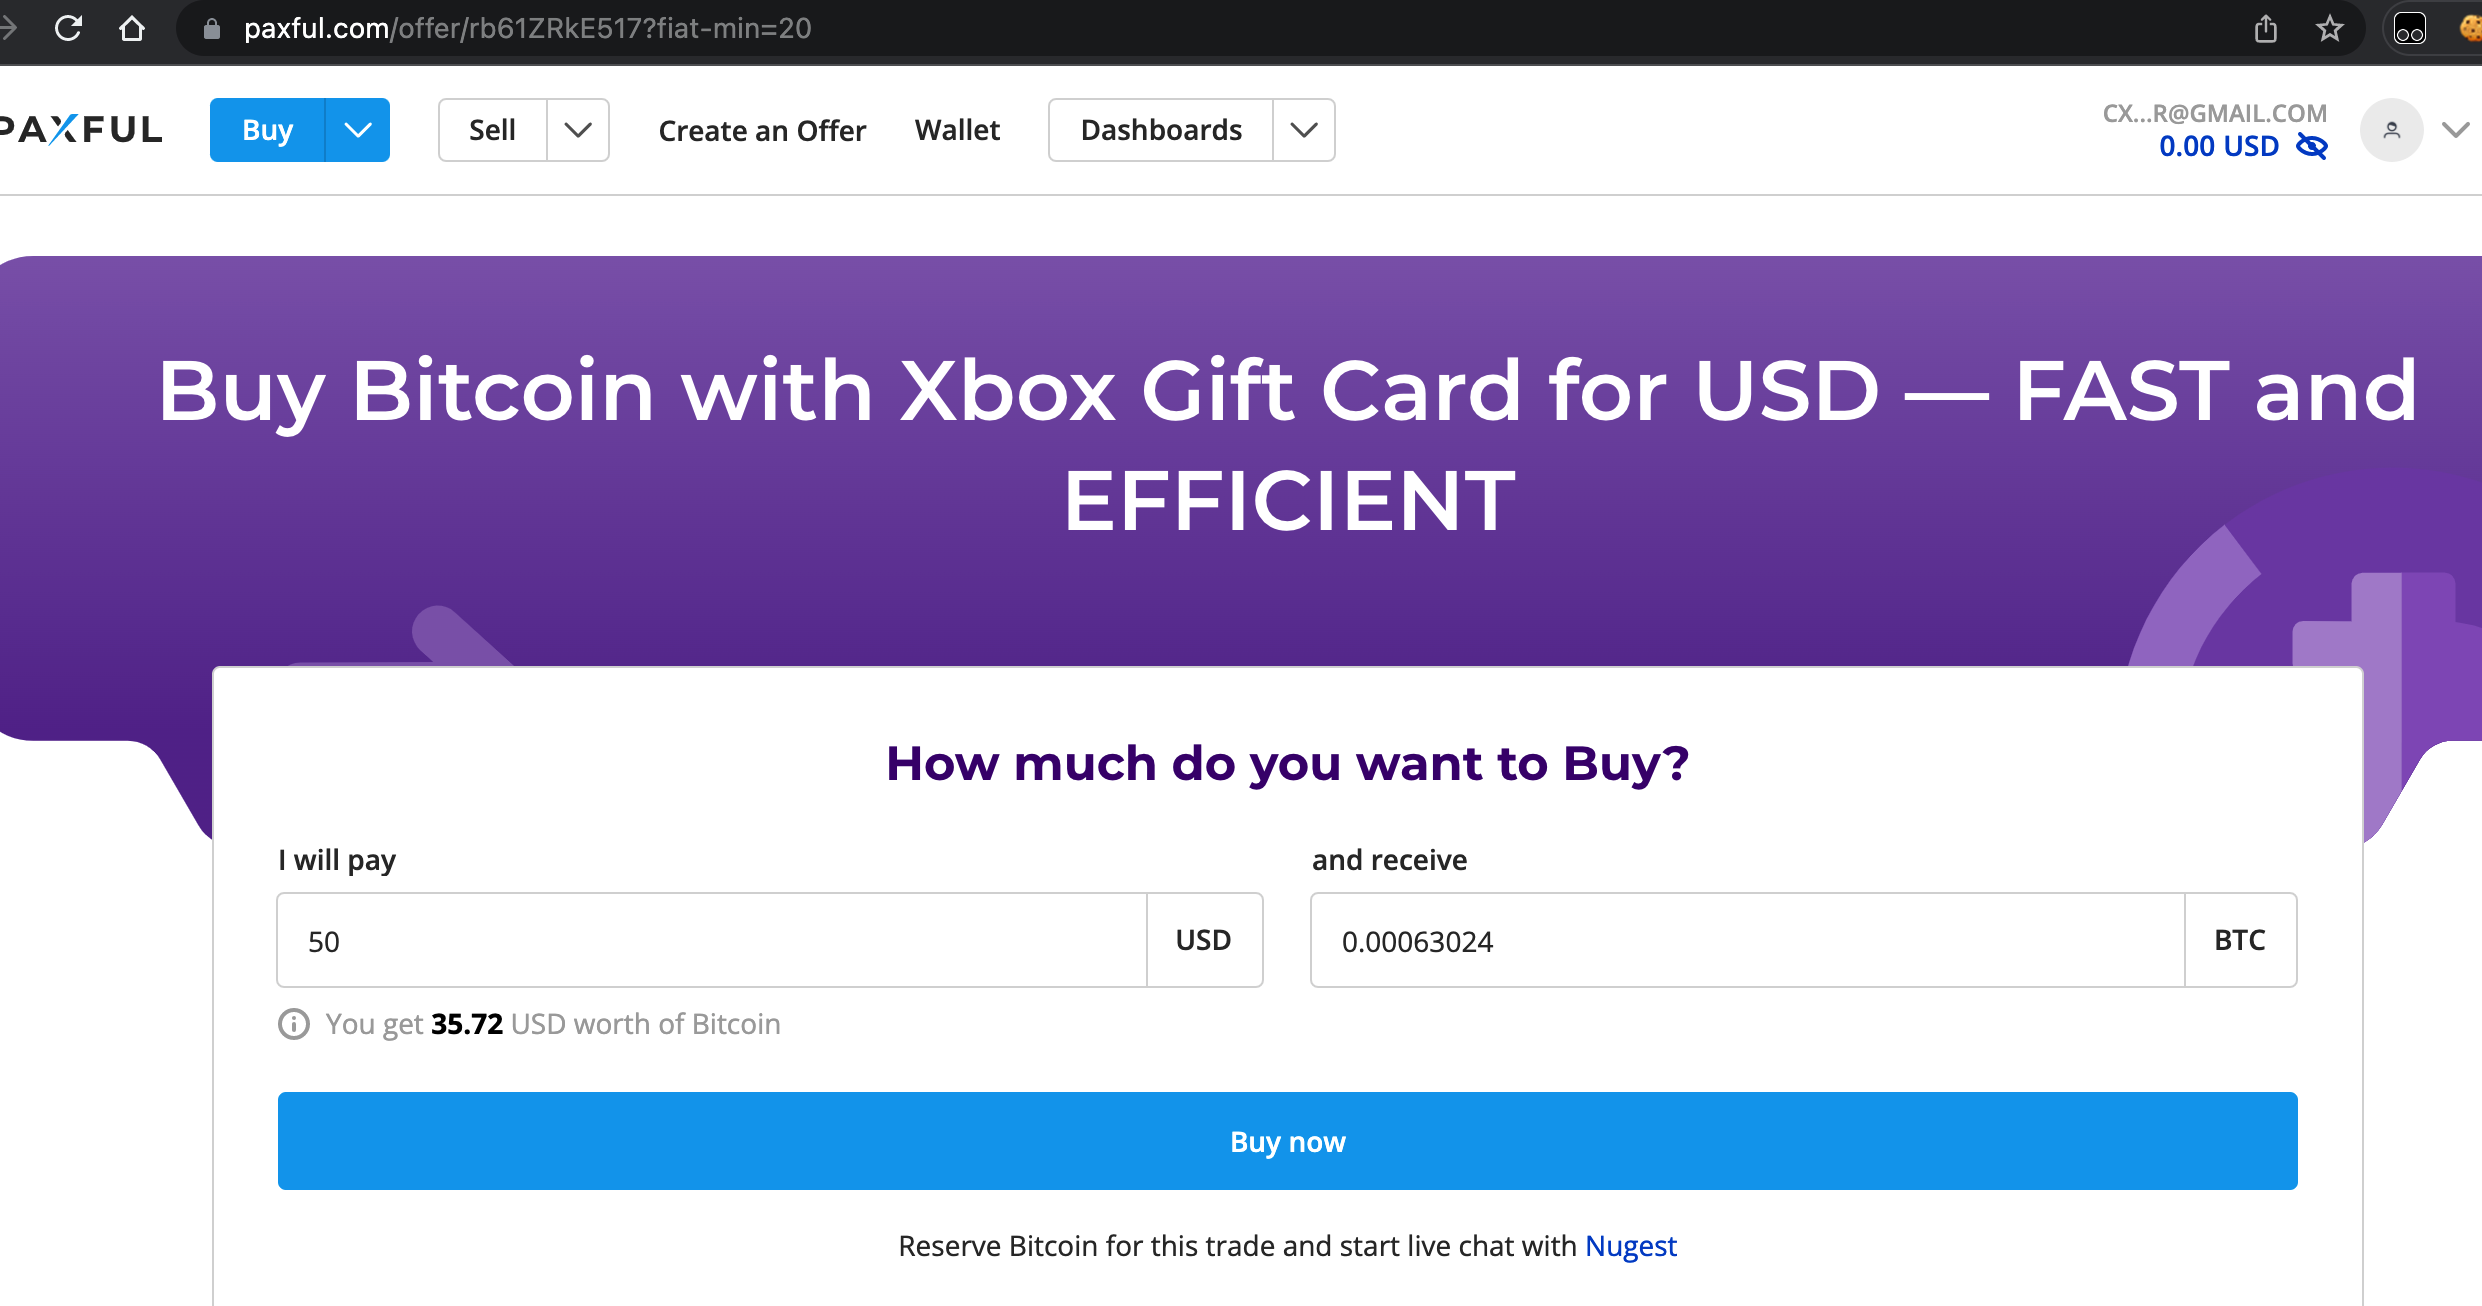 paxful.com/offer/rb61ZRkE517?fiat-min=20
PAXFUL
Buy
Sell
Create an Offer
Wallet
Dashboards
CX...R@GMAIL.COM
0.00 USD
Buy Bitcoin with Xbox Gift Card for USD — FAST and
EFFICIENT
How much do you want to Buy?
I will pay
and receive
50
USD
0.00063024
BTC
You get 35.72 USD worth of Bitcoin
Buy now
Reserve Bitcoin for this trade and start live chat with Nugest